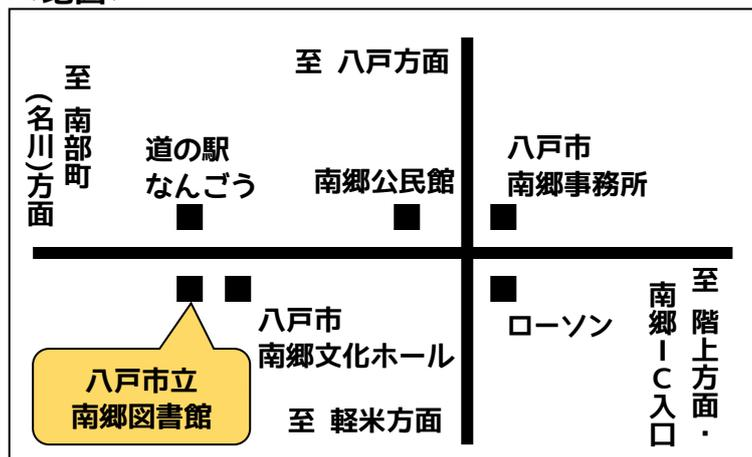 至 八戸方面
至 南部町
(名川)方面
道の駅
なんごう
南郷公民館
八戸市
南郷事務所
八戸市
南郷文化ホール
ローソン
至 階上方面・
南郷IC入口
八戸市立
南郷図書館
至 軽米方面